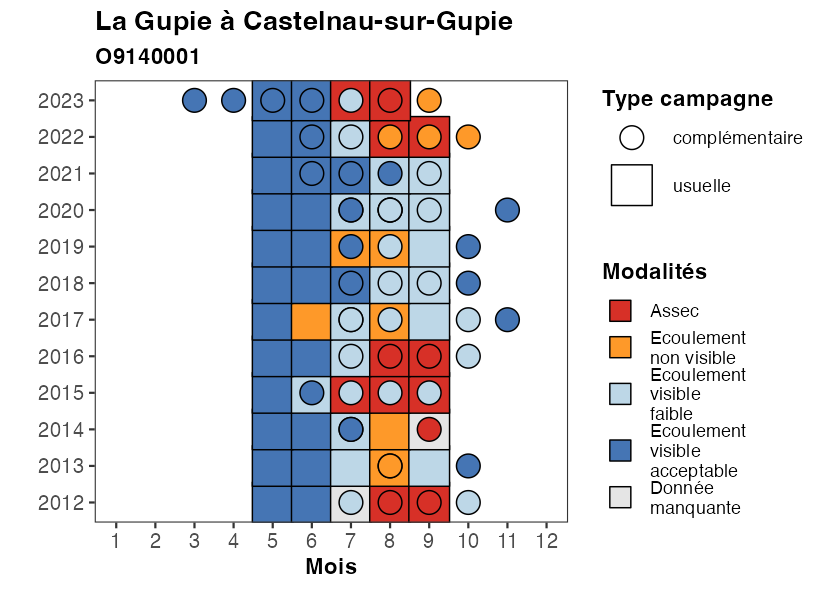 La Gupie à Castelnau-sur-Gupie
O9140001
2023
2022
2021
2020
2019
2018
2017
2016
2015
2014
2013
2012
1 2 3 4 5 6 7 8 9 10 11 12
Mois
Type campagne
complémentaire
usuelle
Modalités
Assec
Ecoulement
non visible
Ecoulement
visible
faible
Ecoulement
visible
acceptable
Donnée
manquante